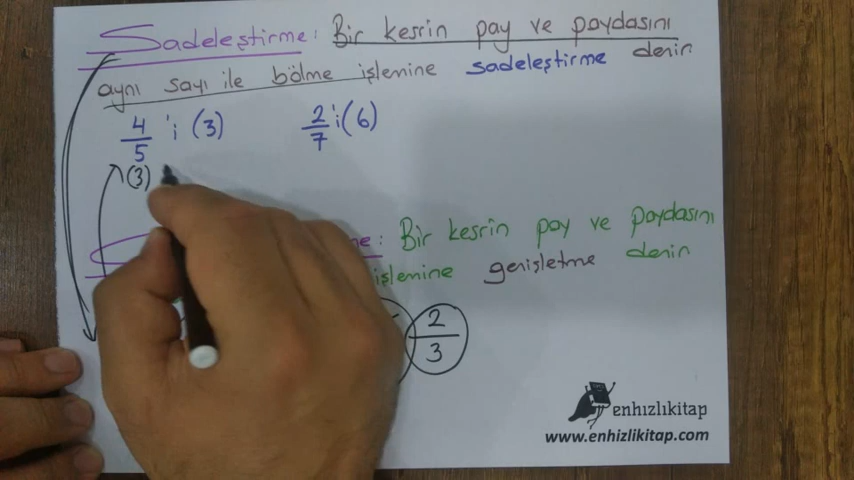 Sadeleştirme: Bir kesrin pay ve paydasını
aynı sayı ile bölme işlemine sadeleştirme denir
4/5 'i (3) 2/7 'i (6)
(3)
Bir kesrin pay ve paydasını
işlemine genişletme denir
2/3
enhızlıkitap
www.enhizlikitap.com